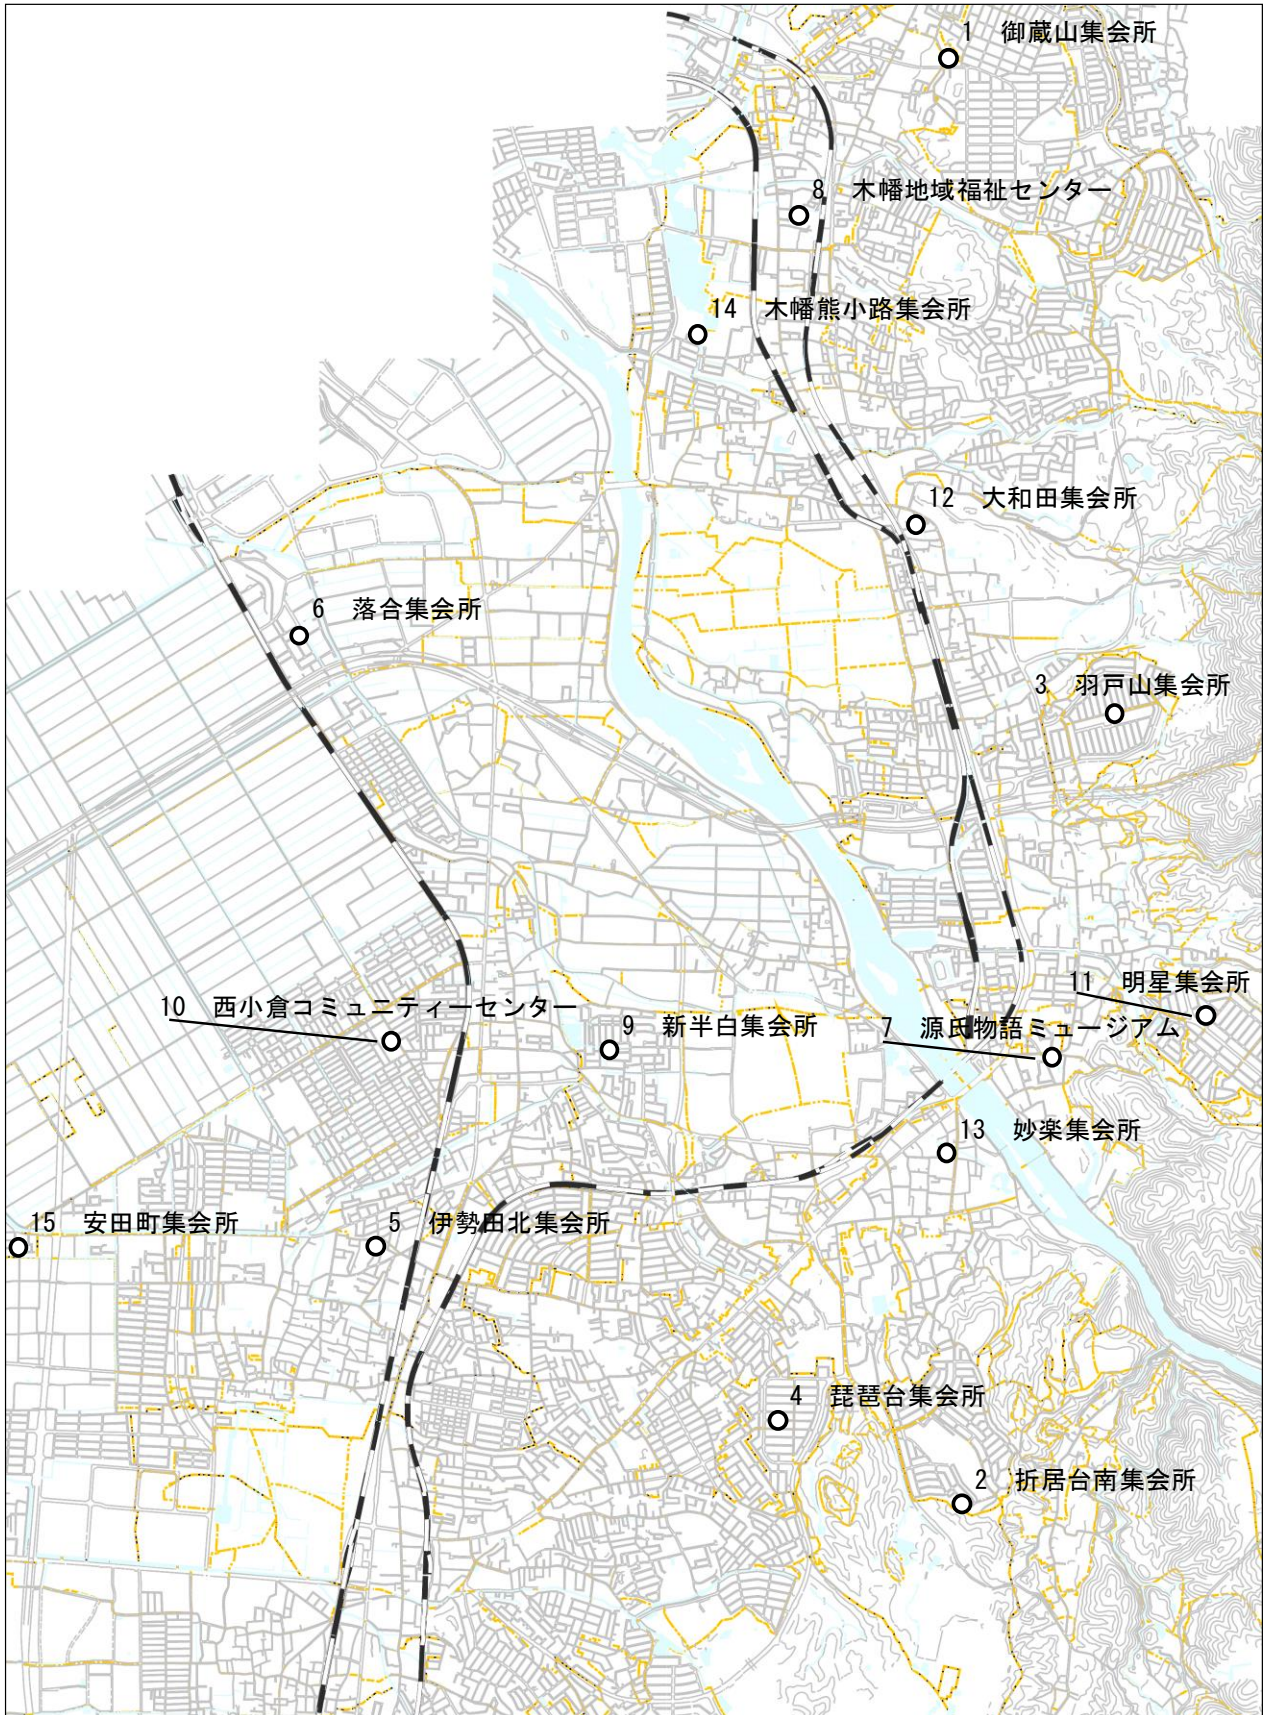 1 御蔵山集会所
8 木幡地域福祉センター
14 木幡熊小路集会所
12 大和田集会所
6 落合集会所
3 羽戸山集会所
11 明星集会所
10 西小倉コミュニティーセンター
9 新半白集会所
7 源氏物語ミュージアム
13 妙楽集会所
15 安田町集会所
5 伊勢田北集会所
4 琵琶台集会所
2 折居台南集会所